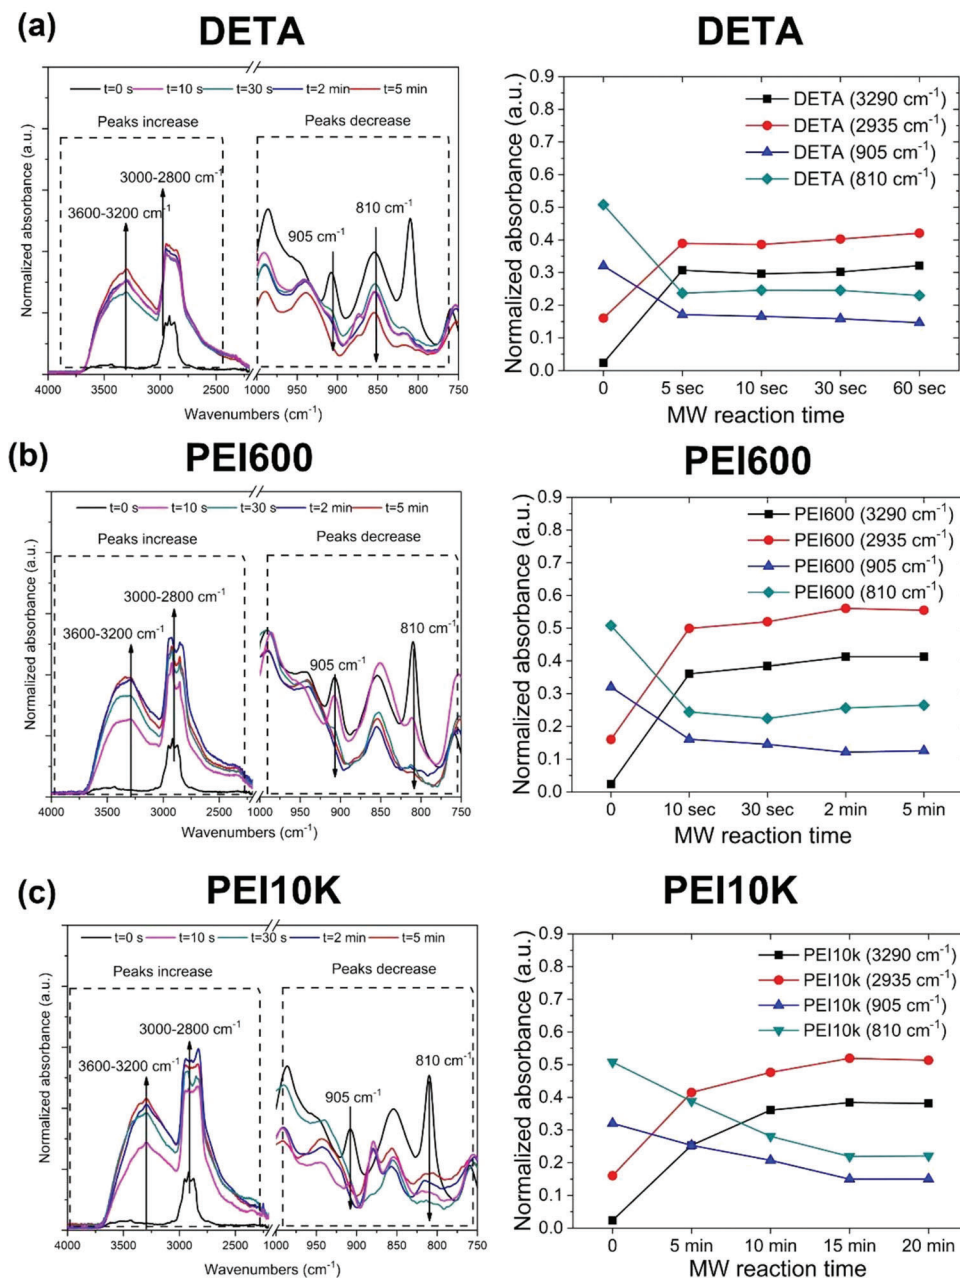 (a)
DETA
t=0 s t=10 s t=30 s t=2 min t=5 min
Peaks increase
Peaks decrease
3000-2800 cm⁻¹
3600-3200 cm⁻¹
810 cm⁻¹
905 cm⁻¹
Normalized absorbance (a.u.)
4000 3000 1000 950 900 850 800 750
Wavenumbers (cm⁻¹)
DETA
DETA (3290 cm⁻¹)
DETA (2935 cm⁻¹)
DETA (905 cm⁻¹)
DETA (810 cm⁻¹)
Normalized absorbance (a.u.)
0.9
0.8
0.7
0.6
0.5
0.4
0.3
0.2
0.1
0.0
0 5 sec 10 sec 30 sec 60 sec
MW reaction time
(b)
PEI600
t=0 s t=10 s t=30 s t=2 min t=5 min
Peaks increase
Peaks decrease
3000-2800 cm⁻¹
3600-3200 cm⁻¹
810 cm⁻¹
905 cm⁻¹
Normalized absorbance (a.u.)
4000 3500 3000 2500 1000 950 900 850 800 750
Wavenumbers (cm⁻¹)
PEI600
PEI600 (3290 cm⁻¹)
PEI600 (2935 cm⁻¹)
PEI600 (905 cm⁻¹)
PEI600 (810 cm⁻¹)
Normalized absorbance (a.u.)
0.9
0.8
0.7
0.6
0.5
0.4
0.3
0.2
0.1
0.0
0 10 sec 30 sec 2 min 5 min
MW reaction time
(c)
PEI10K
t=0 s t=10 s t=30 s t=2 min t=5 min
Peaks increase
Peaks decrease
3000-2800 cm⁻¹
3600-3200 cm⁻¹
810 cm⁻¹
905 cm⁻¹
Normalized absorbance (a.u.)
4000 3500 3000 2500 1000 950 900 850 800 750
Wavenumbers (cm⁻¹)
PEI10K
PEI10k (3290 cm⁻¹)
PEI10k (2935 cm⁻¹)
PEI10k (905 cm⁻¹)
PEI10k (810 cm⁻¹)
Normalized absorbance (a.u.)
0.9
0.8
0.7
0.6
0.5
0.4
0.3
0.2
0.1
0.0
0 5 min 10 min 15 min 20 min
MW reaction time